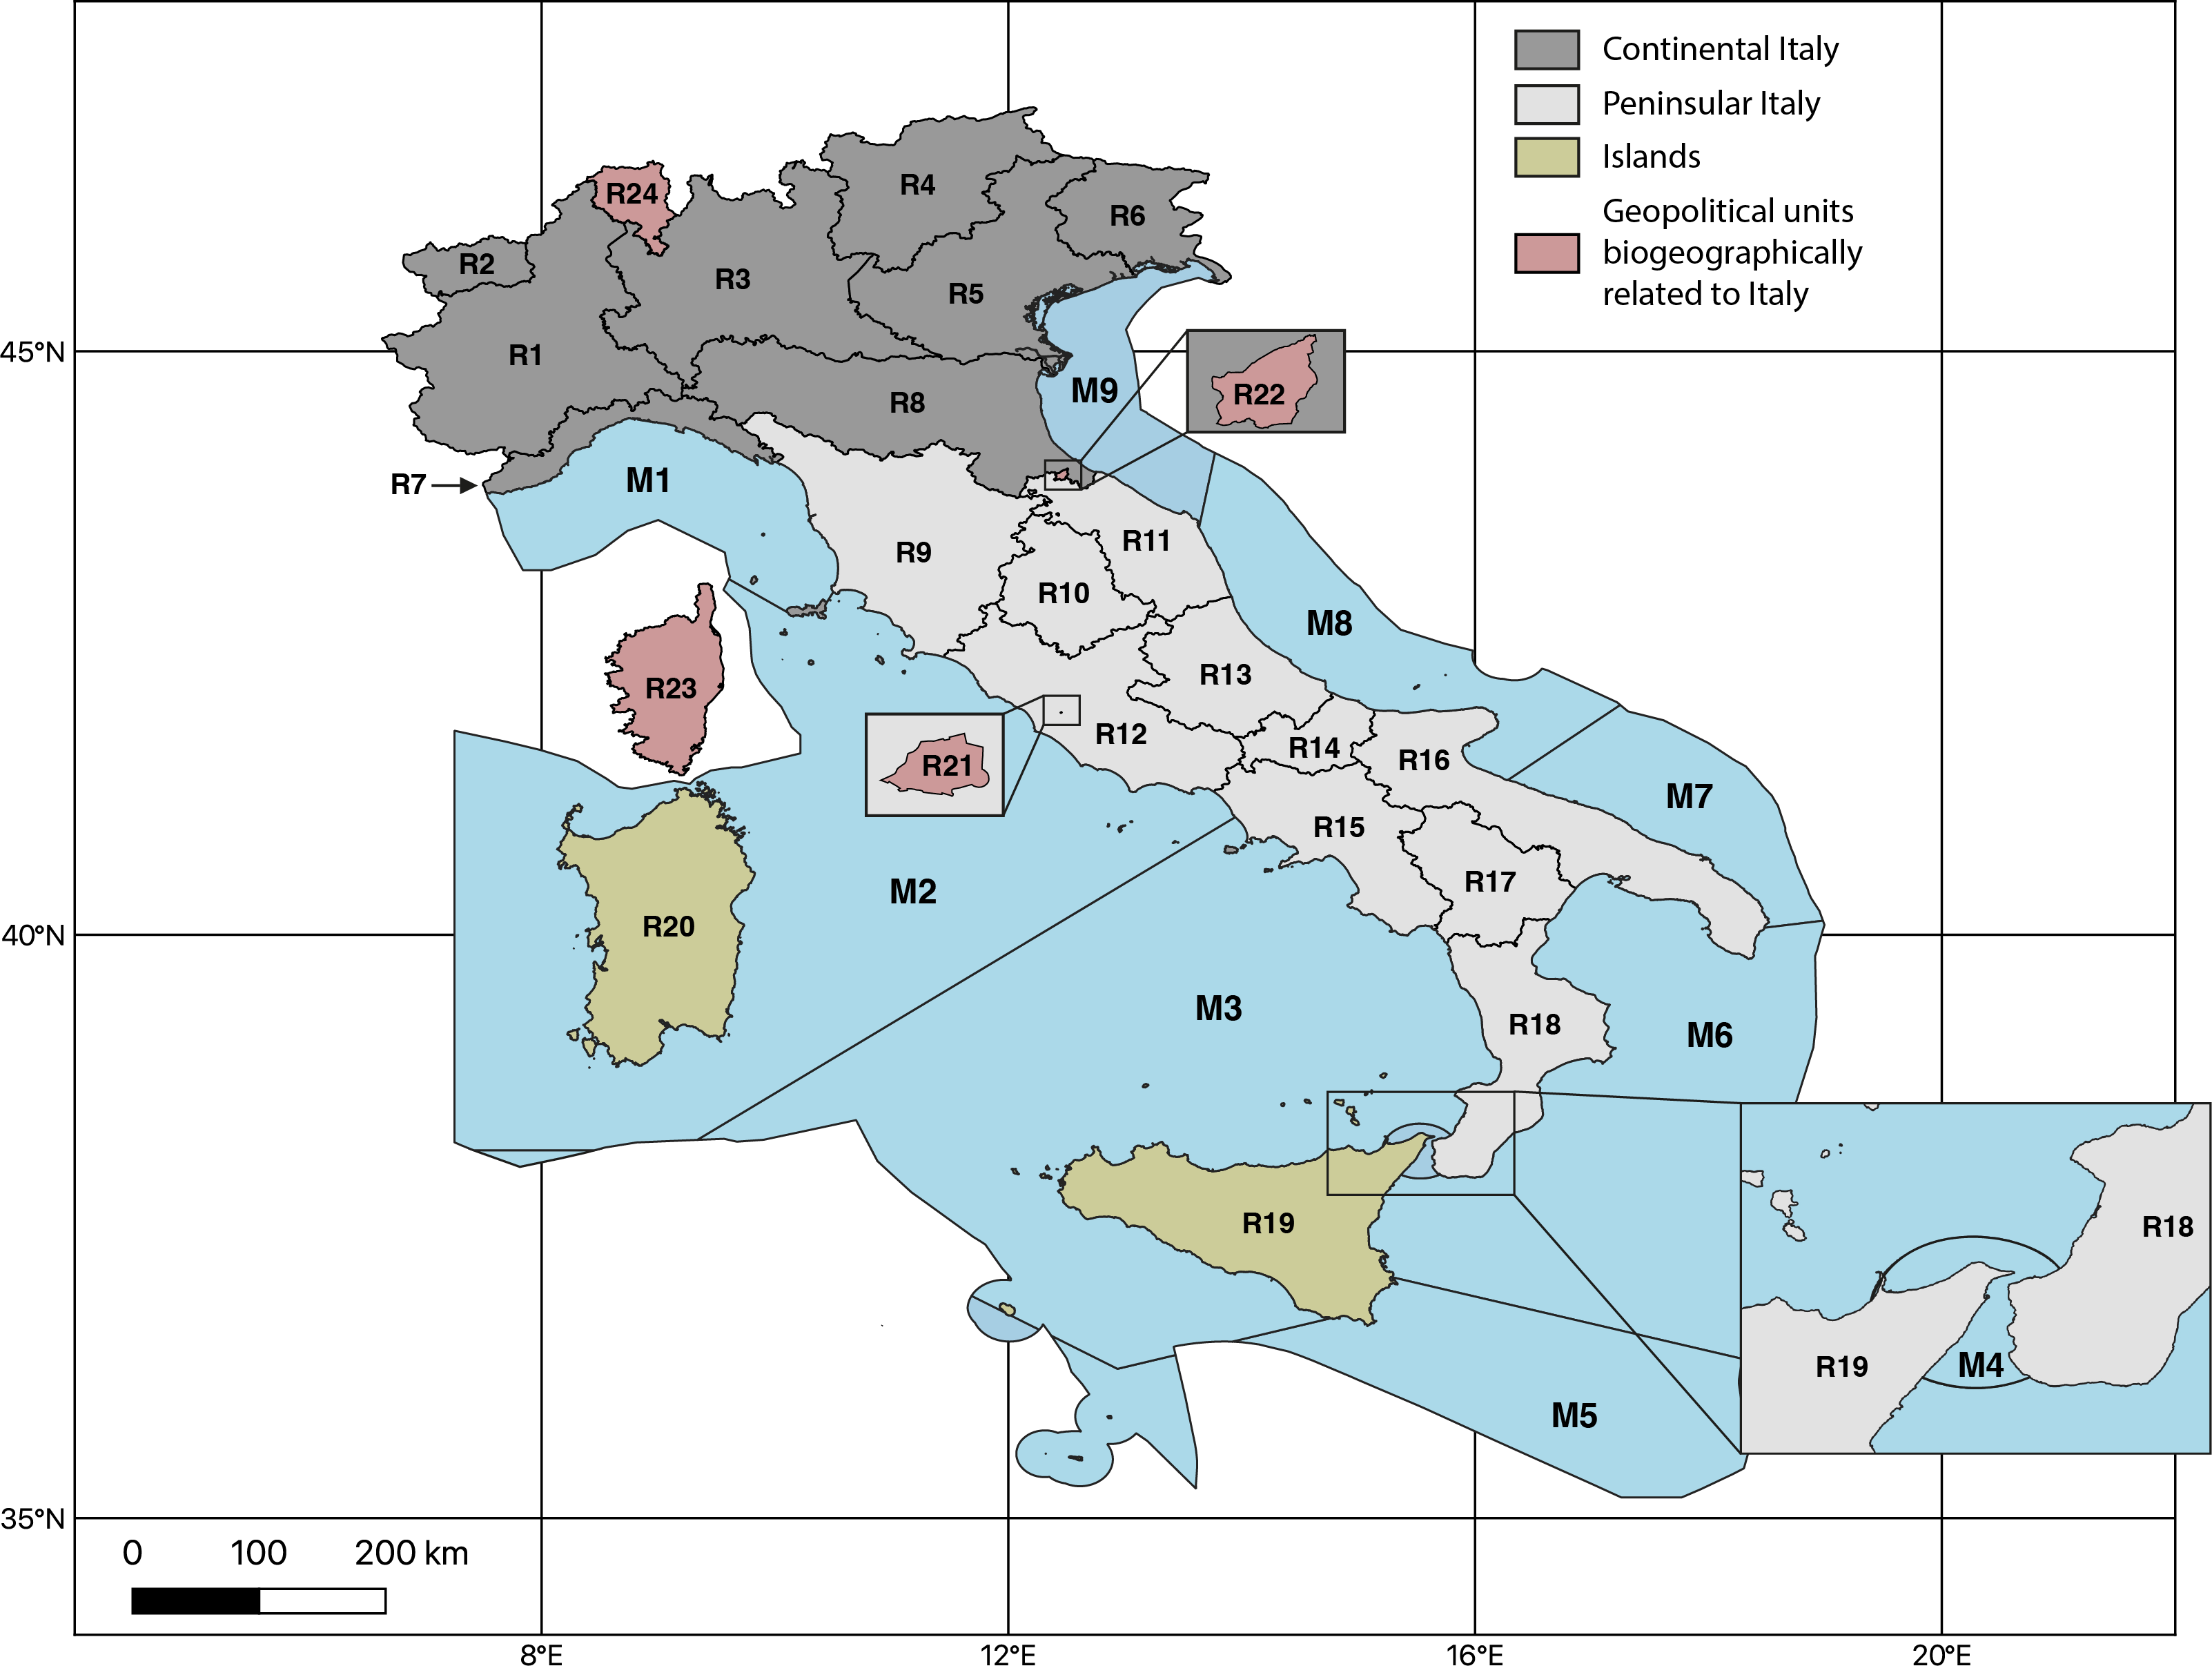 Continental Italy
Peninsular Italy
Islands
Geopolitical units
biogeographically
related to Italy
R24
R4
R6
R2
R3
R5
R1
45°N
M9
R22
R8
M1
R7
R11
R9
R10
M8
R13
R23
R12
R14
R16
R21
M7
R15
R17
M2
R20
40°N
M3
R18
M6
R19
R18
R19
M4
M5
35°N
0 100 200 km
8°E 12°E 16°E 20°E